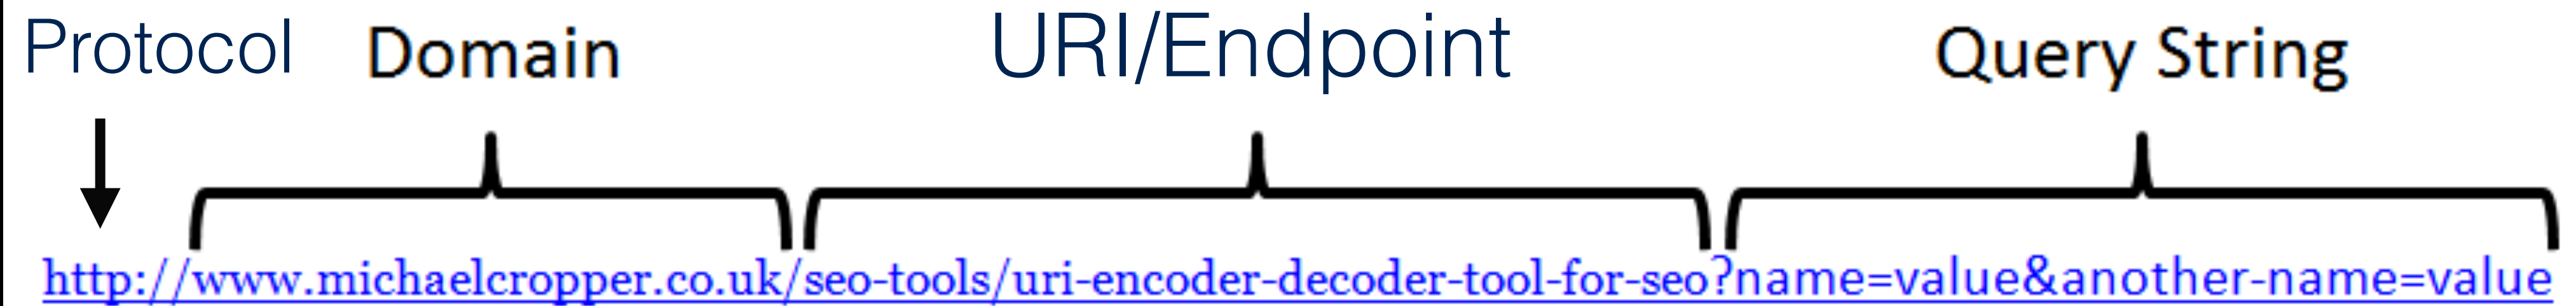 Protocol Domain URI/Endpoint Query String
http://www.michaelcropper.co.uk/seo-tools/uri-encoder-decoder-tool-for-seo?name=value&another-name=value